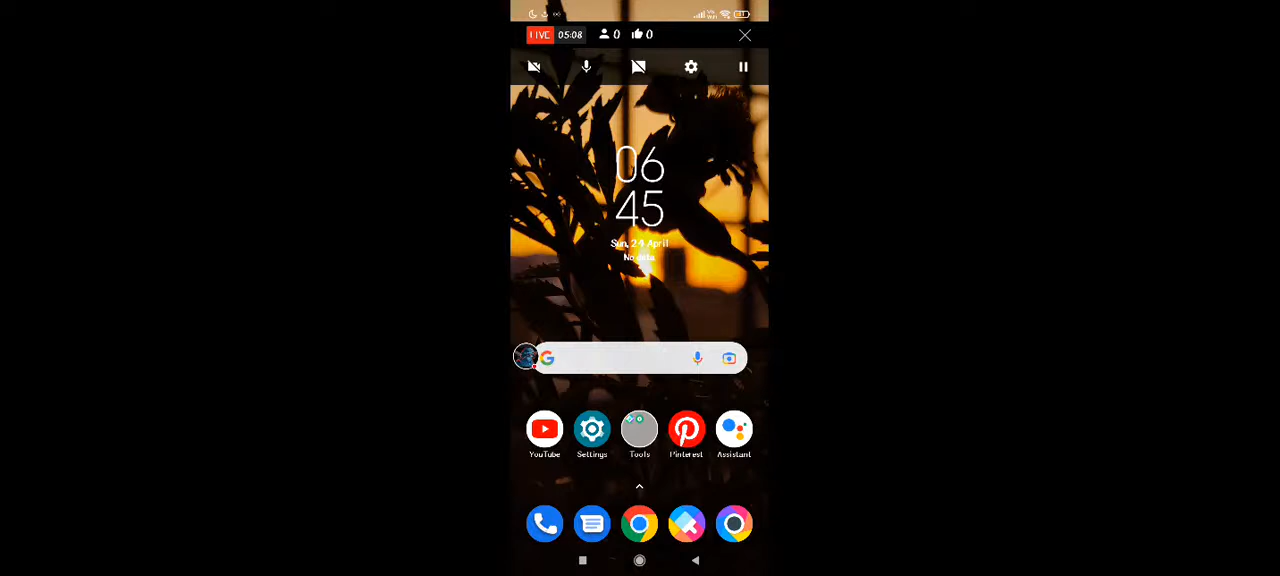 LIVE 05:08 0 0
06
45
Sun, 24 April
No data
YouTube Settings Tools Pinterest Assistant